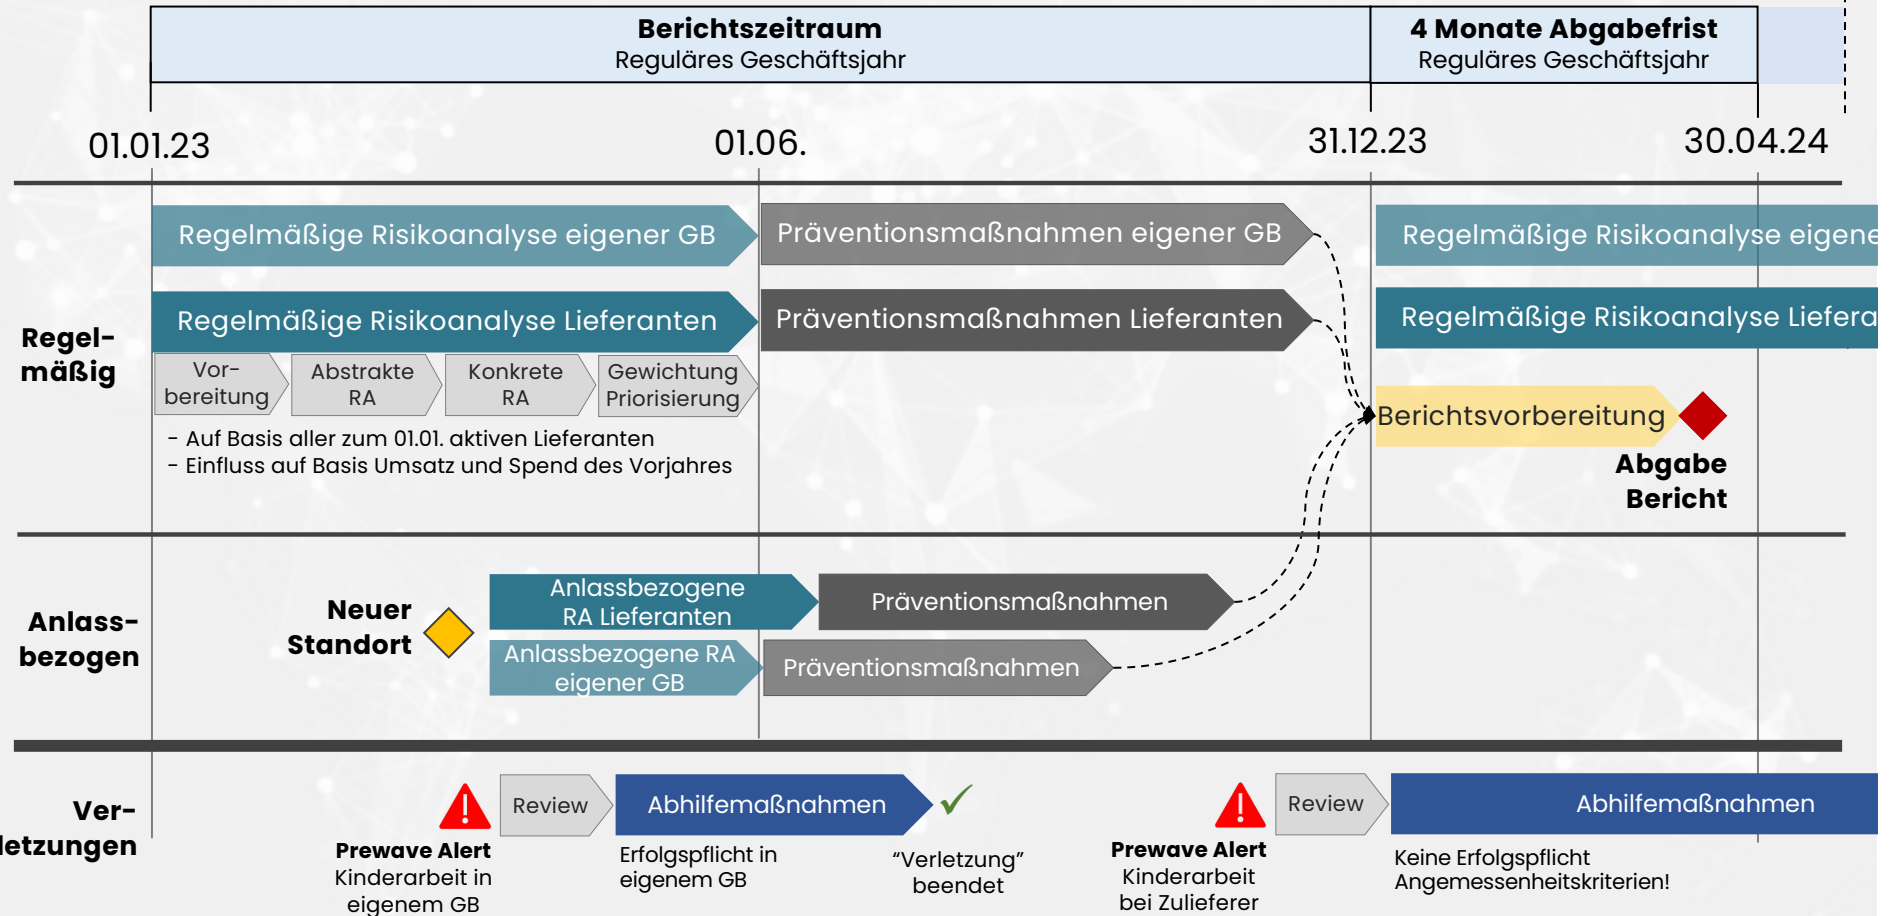 Berichtszeitraum
Reguläres Geschäftsjahr
4 Monate Abgabefrist
Reguläres Geschäftsjahr
01.01.23
01.06.
31.12.23
30.04.24
Regel-
mäßig
Regelmäßige Risikoanalyse eigener GB
Präventionsmaßnahmen eigener GB
Regelmäßige Risikoanalyse eigene
Regelmäßige Risikoanalyse Lieferanten
Präventionsmaßnahmen Lieferanten
Regelmäßige Risikoanalyse Liefera
Vor-
bereitung
Abstrakte
RA
Konkrete
RA
Gewichtung
Priorisierung
- Auf Basis aller zum 01.01. aktiven Lieferanten
- Einfluss auf Basis Umsatz und Spend des Vorjahres
Berichtsvorbereitung
Abgabe
Bericht
Anlass-
bezogen
Neuer
Standort
Anlassbezogene
RA Lieferanten
Präventionsmaßnahmen
Anlassbezogene RA
eigener GB
Präventionsmaßnahmen
Ver-
letzungen
Prewave Alert
Kinderarbeit in
eigenem GB
Review
Abhilfemaßnahmen
Erfolgspflicht in
eigenem GB
“Verletzung”
beendet
Prewave Alert
Kinderarbeit
bei Zulieferer
Review
Abhilfemaßnahmen
Keine Erfolgspflicht
Angemessenheitskriterien!